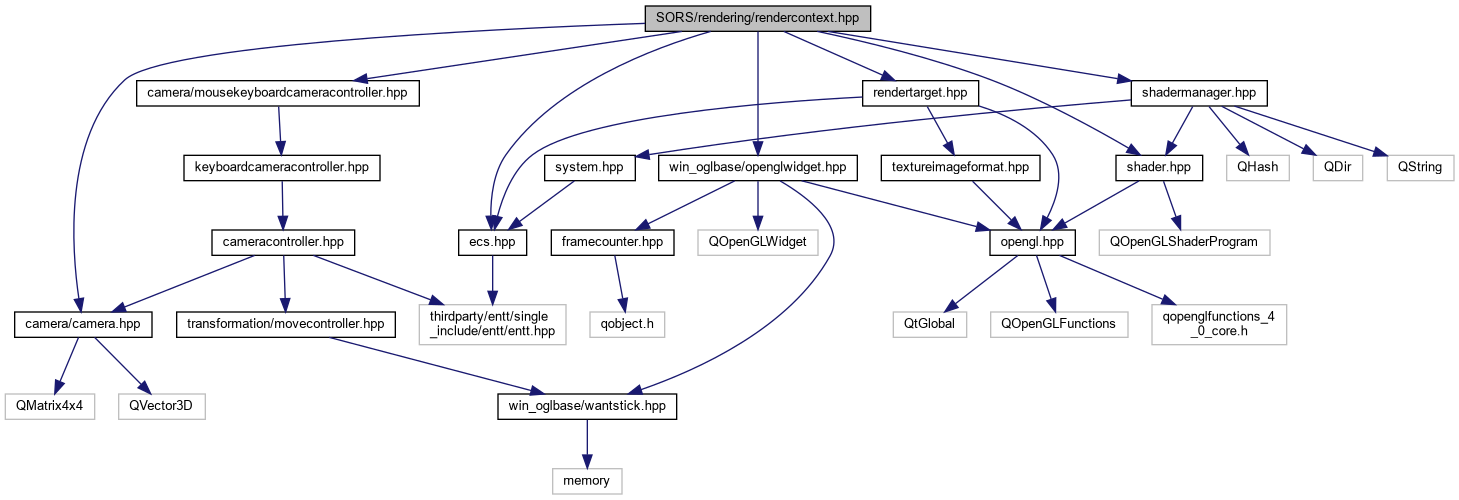 SORS/rendering/rendercontext.hpp
camera/mousekeyboardcameracontroller.hpp
rendertarget.hpp
shadermanager.hpp
keyboardcameracontroller.hpp
system.hpp
win_oglbase/openglwidget.hpp
textureimageformat.hpp
shader.hpp
QHash
QDir
QString
cameracontroller.hpp
ecs.hpp
framecounter.hpp
QOpenGLWidget
opengl.hpp
QOpenGLShaderProgram
camera/camera.hpp
transformation/movecontroller.hpp
thirdparty/entt/single
_include/entt/entt.hpp
qobject.h
QtGlobal
QOpenGLFunctions
qopenglfunctions_4
_0_core.h
QMatrix4x4
QVector3D
win_oglbase/wantstick.hpp
memory